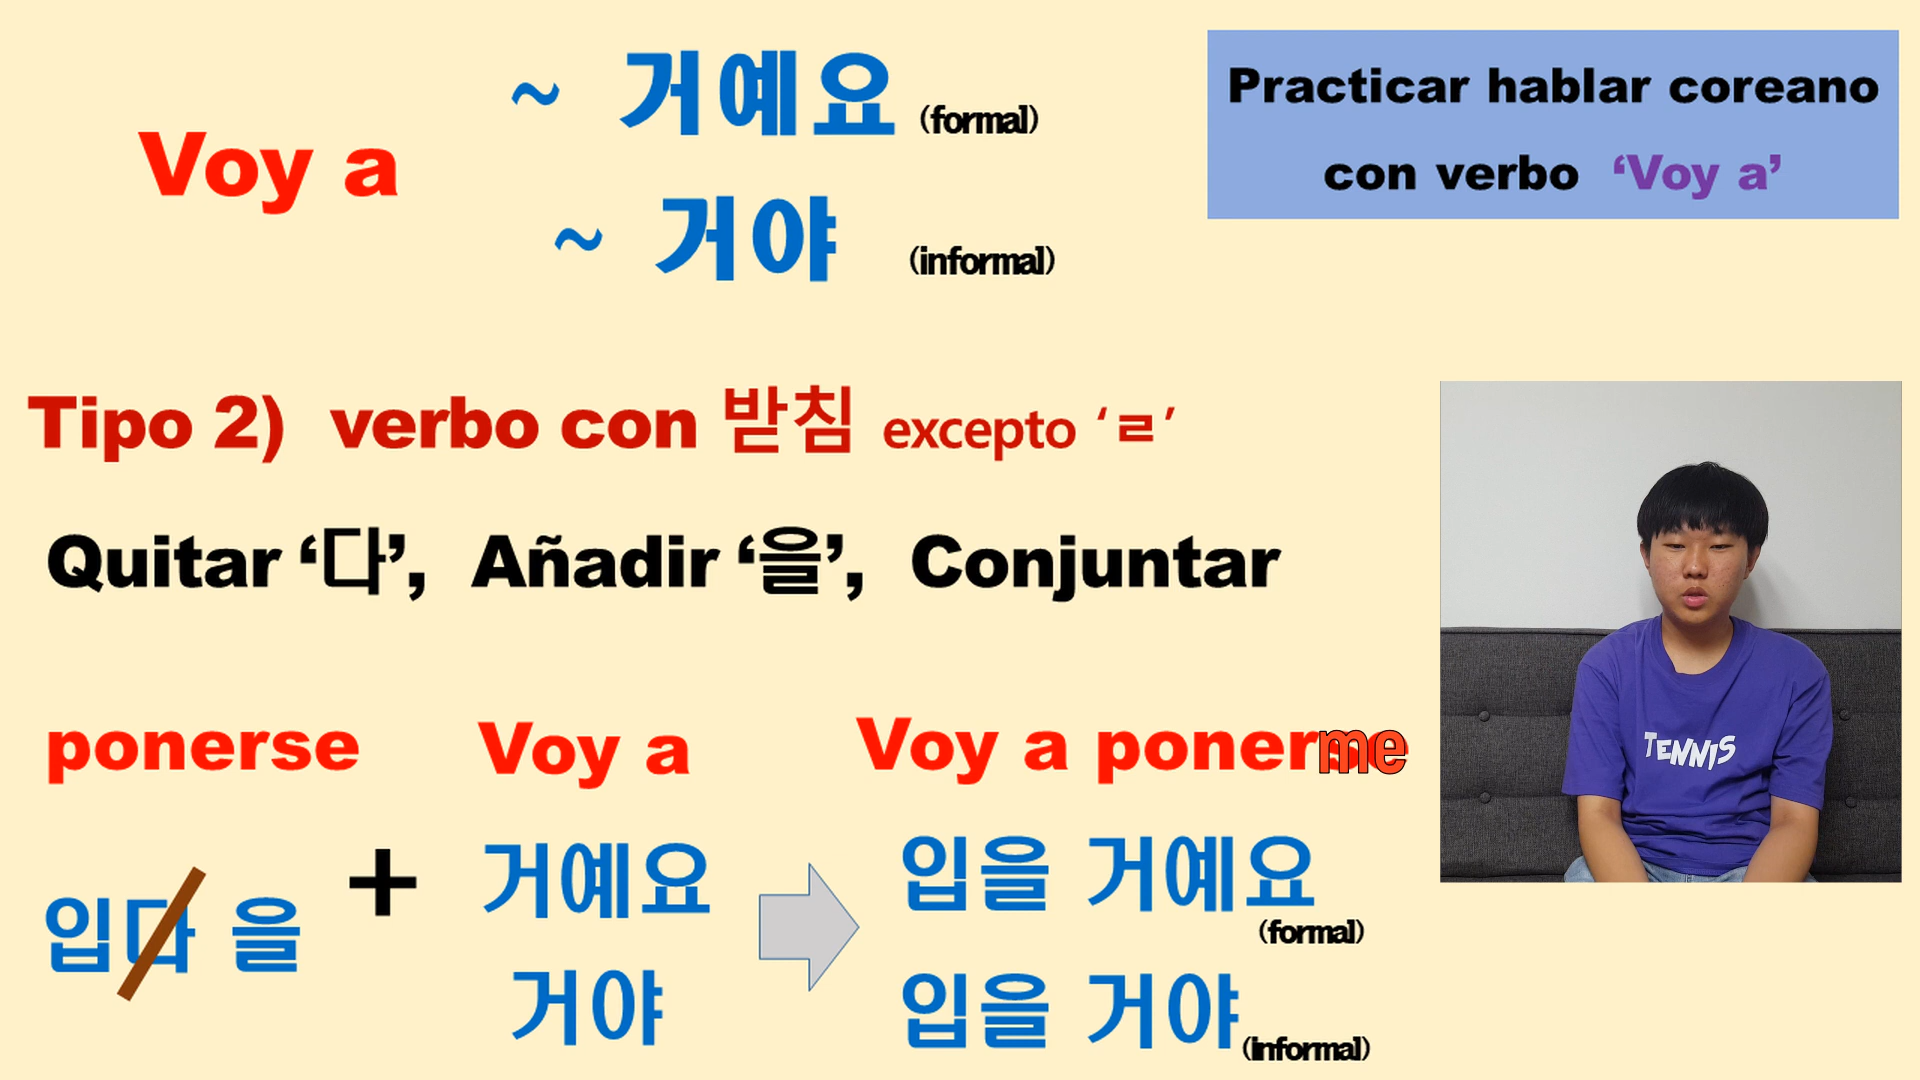 Voy a
~ 거예요 (formal)
~ 거야 (informal)
Practicar hablar coreano
con verbo ‘Voy a’
Tipo 2) verbo con 받침 excepto ‘ㄹ’
Quitar ‘다’, Añadir ‘을’, Conjuntar
ponerse
Voy a
Voy a ponerme
입다 을
+
거예요
거야
입을 거예요
(formal)
입을 거야
(informal)
TENNIS